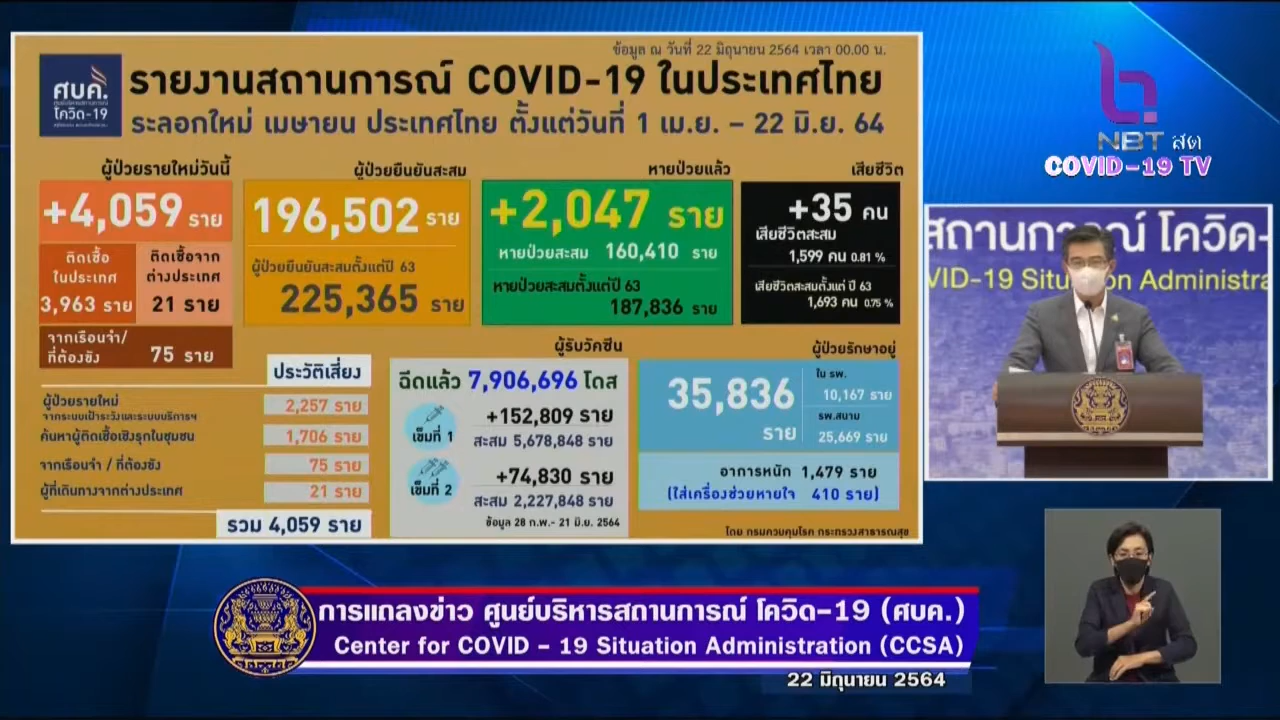 ข้อมูล ณ วันที่ 22 มิถุนายน 2564 เวลา 00.00 น.
ศบค.
โควิด-19
รายงานสถานการณ์ COVID-19 ในประเทศไทย
ระลอกใหม่ เมษายน ประเทศไทย ตั้งแต่วันที่ 1 เม.ย. – 22 มิ.ย. 64
ผู้ป่วยรายใหม่วันนี้
+4,059 ราย
ติดเชื้อ
ในประเทศ
3,963 ราย
ติดเชื้อจาก
ต่างประเทศ
21 ราย
จากเรือนจำ/
ที่ต้องขัง
75 ราย
ผู้ป่วยยืนยันสะสม
196,502 ราย
ผู้ป่วยยืนยันสะสมตั้งแต่ปี 63
225,365 ราย
หายป่วยแล้ว
+2,047 ราย
หายป่วยสะสม 160,410 ราย
หายป่วยสะสมตั้งแต่ปี 63
187,836 ราย
เสียชีวิต
+35 คน
เสียชีวิตสะสม
1,599 คน 0.81 %
เสียชีวิตสะสมตั้งแต่ ปี 63
1,693 คน 0.75 %
ประวัติเสี่ยง
ผู้ป่วยรายใหม่
จากระบบเฝ้าระวังและระบบบริการฯ
2,257 ราย
ค้นหาผู้ติดเชื้อเชิงรุกในชุมชน
1,706 ราย
จากเรือนจำ / ที่ต้องขัง
75 ราย
ผู้ที่เดินทางจากต่างประเทศ
21 ราย
รวม 4,059 ราย
ผู้รับวัคซีน
ฉีดแล้ว 7,906,696 โดส
เข็มที่ 1
+152,809 ราย
สะสม 5,678,848 ราย
เข็มที่ 2
+74,830 ราย
สะสม 2,227,848 ราย
ข้อมูล 28 ก.พ.- 21 มิ.ย. 2564
ผู้ป่วยรักษาอยู่
35,836
ราย
ใน รพ.
10,167 ราย
รพ.สนาม
25,669 ราย
อาการหนัก 1,479 ราย
(ใส่เครื่องช่วยหายใจ 410 ราย)
โดย กรมควบคุมโรค กระทรวงสาธารณสุข
NBT สด
COVID-19 TV
สถานการณ์ โควิด-
VID-19 Situation Administra
การแถลงข่าว ศูนย์บริหารสถานการณ์ โควิด-19 (ศบค.)
Center for COVID – 19 Situation Administration (CCSA)
22 มิถุนายน 2564